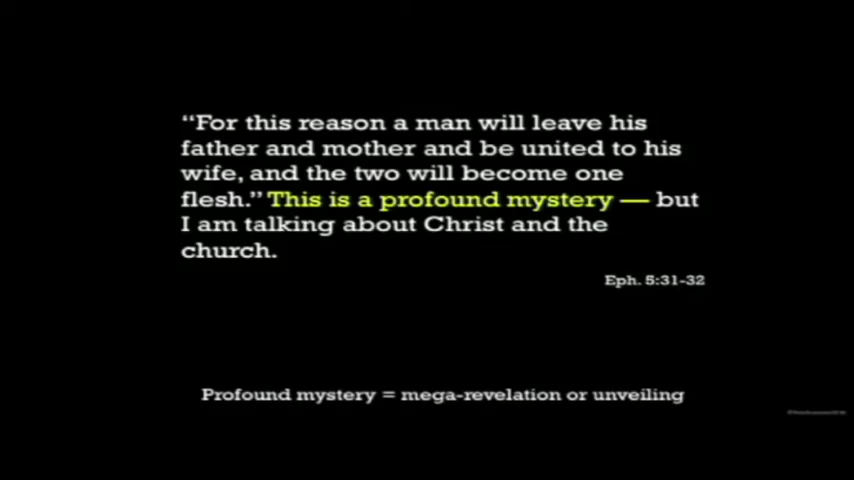 “For this reason a man will leave his
father and mother and be united to his
wife, and the two will become one
flesh.” This is a profound mystery — but
I am talking about Christ and the
church.
Eph. 5:31-32
Profound mystery = mega-revelation or unveiling